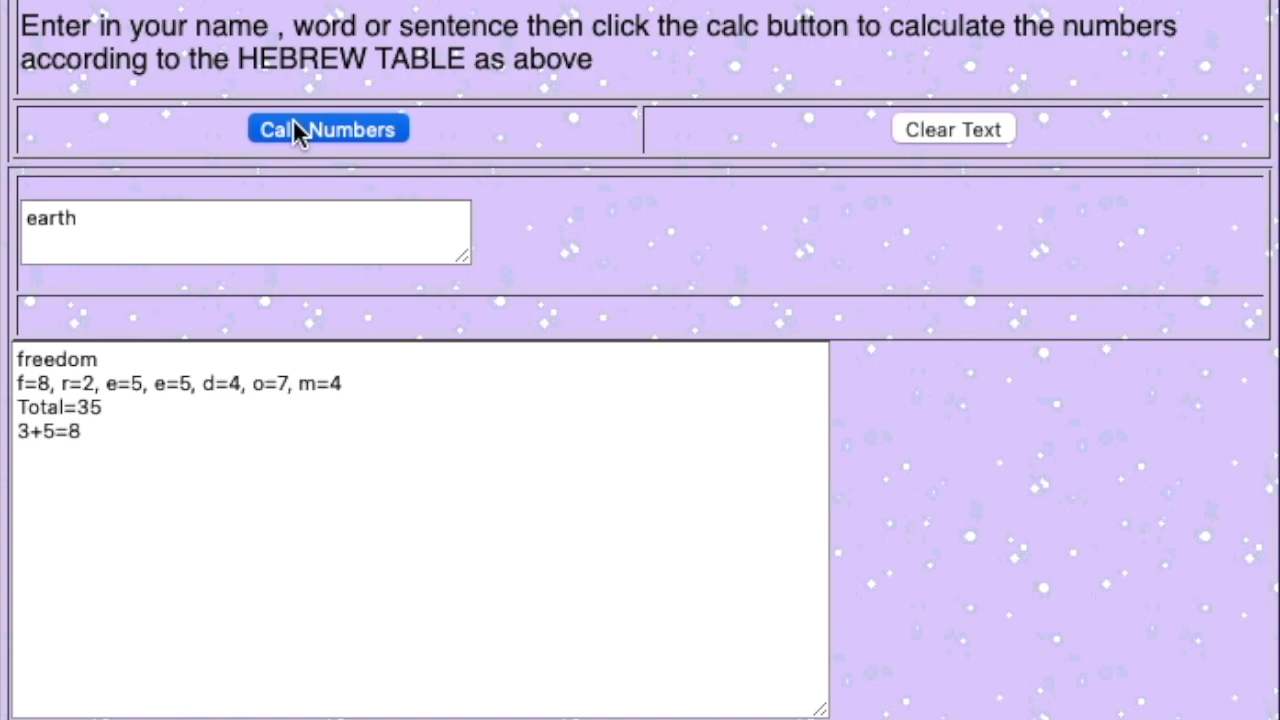 Enter in your name , word or sentence then click the calc button to calculate the numbers
according to the HEBREW TABLE as above
Calc Numbers
Clear Text
earth
freedom
f=8, r=2, e=5, e=5, d=4, o=7, m=4
Total=35
3+5=8